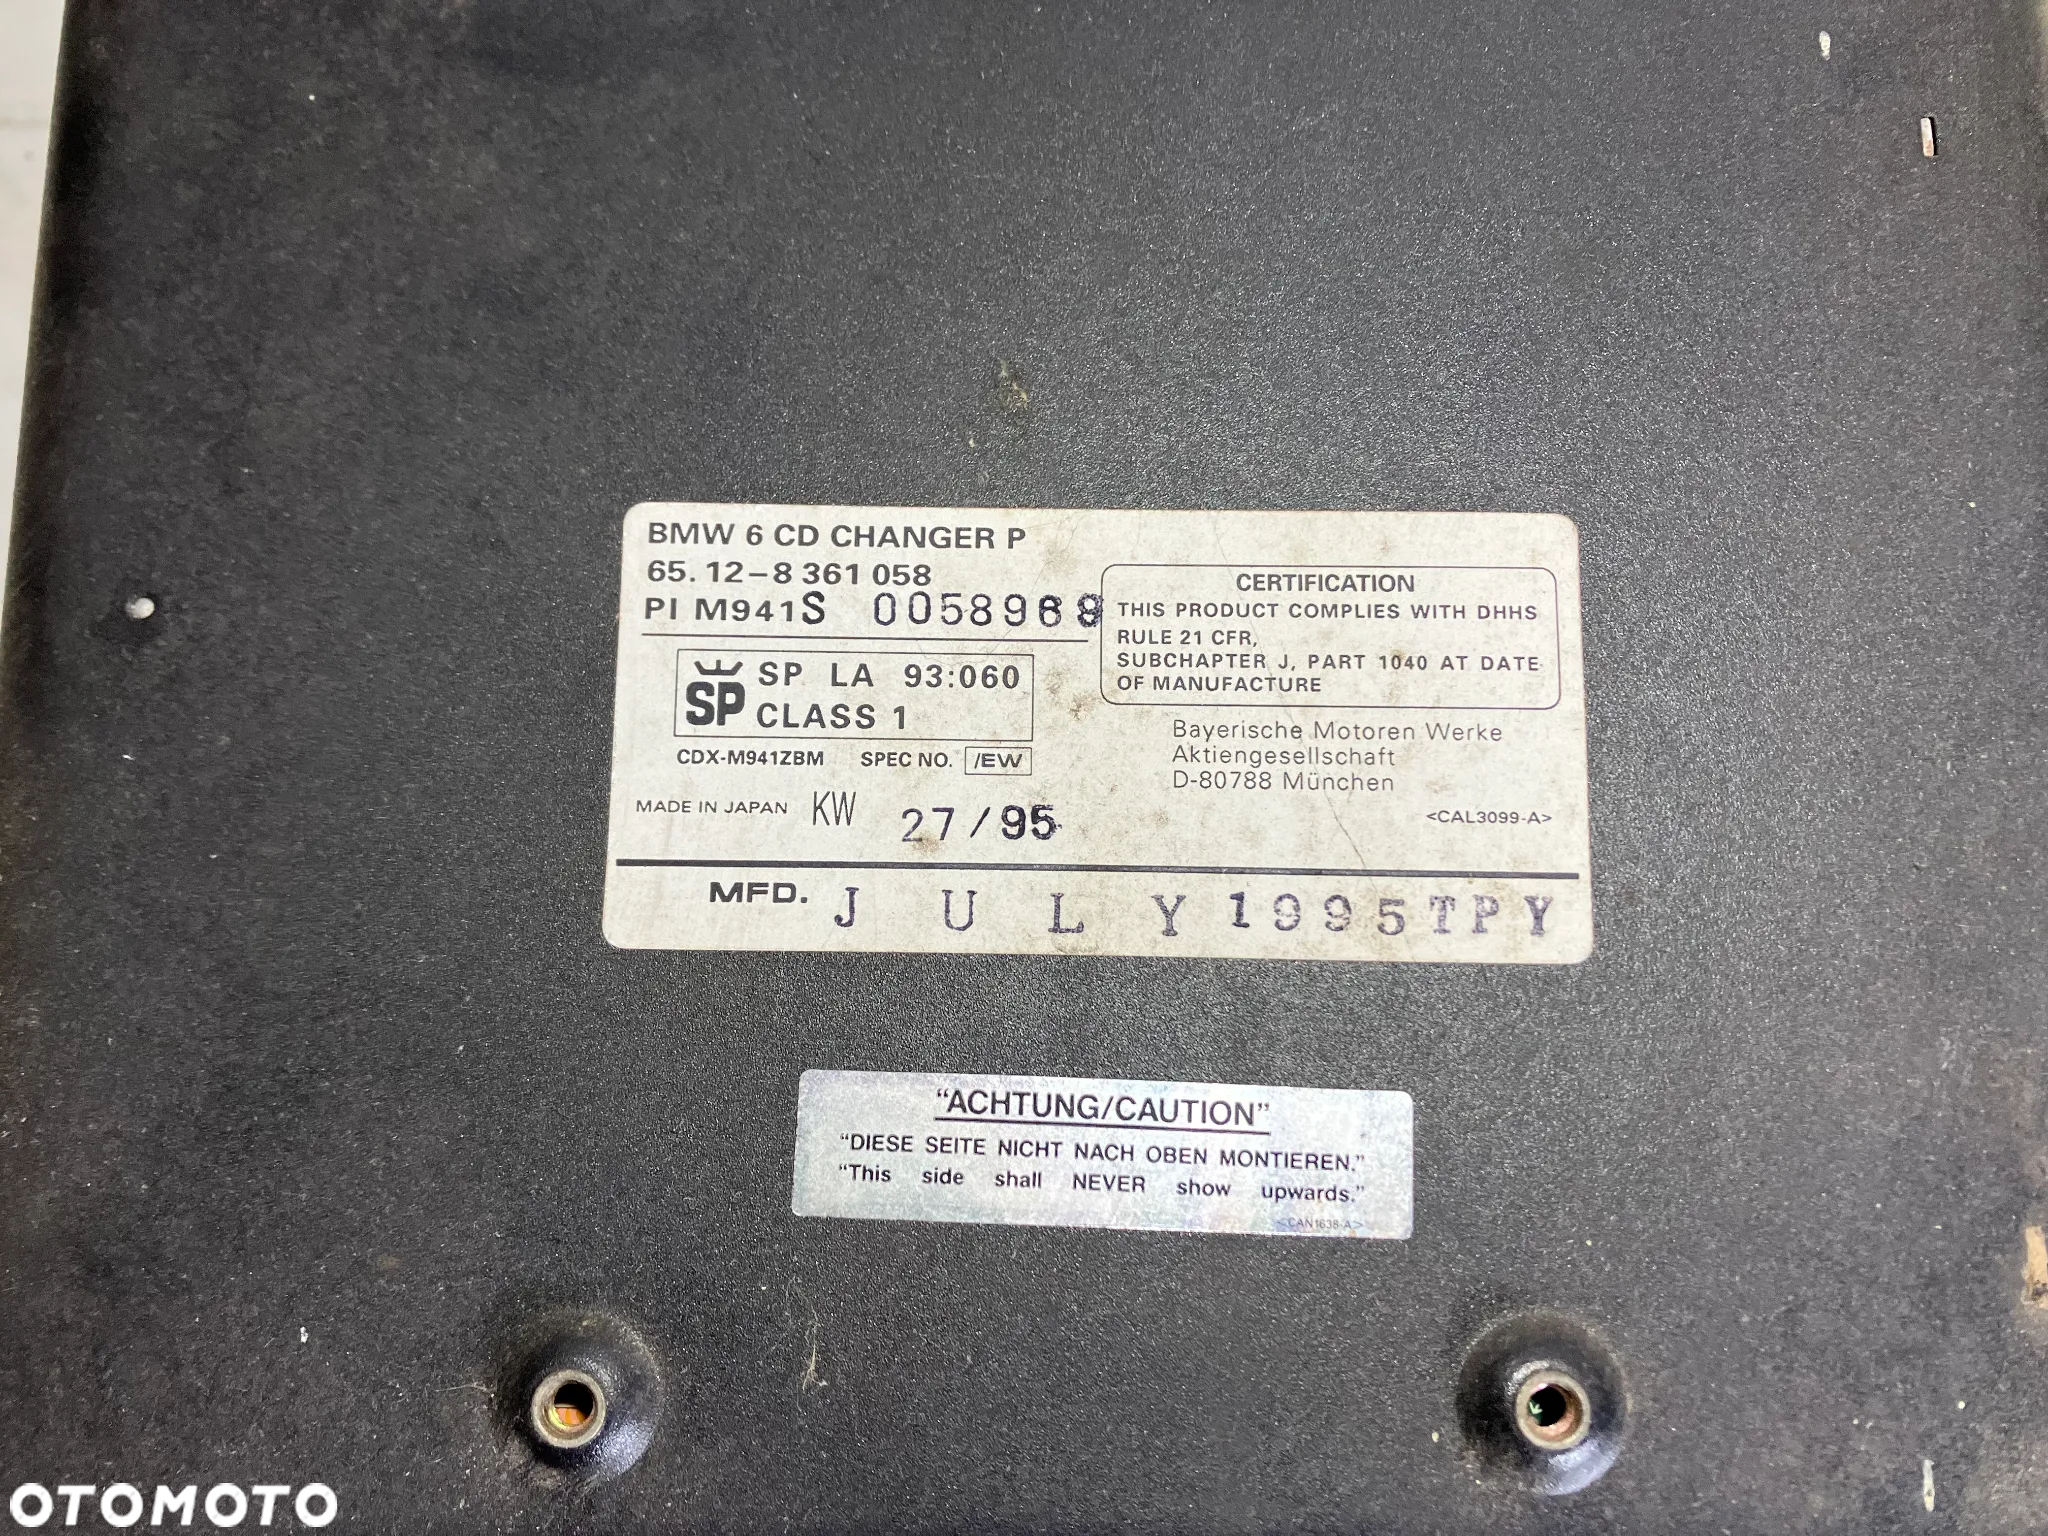 BMW 6 CD CHANGER P
65. 12-8 361 058
PI M941S 0058969
SP SP LA 93:060
CLASS 1
CDX-M941ZBM SPEC NO. /EW
MADE IN JAPAN KW 27/95
CERTIFICATION
THIS PRODUCT COMPLIES WITH DHHS
RULE 21 CFR,
SUBCHAPTER J, PART 1040 AT DATE
OF MANUFACTURE
Bayerische Motoren Werke
Aktiengesellschaft
D-80788 München
<CAL3099-A>
MFD. JULY1995TPY
"ACHTUNG/CAUTION"
"DIESE SEITE NICHT NACH OBEN MONTIEREN."
"This side shall NEVER show upwards."
<CAN1638-A>
OTOMOTO